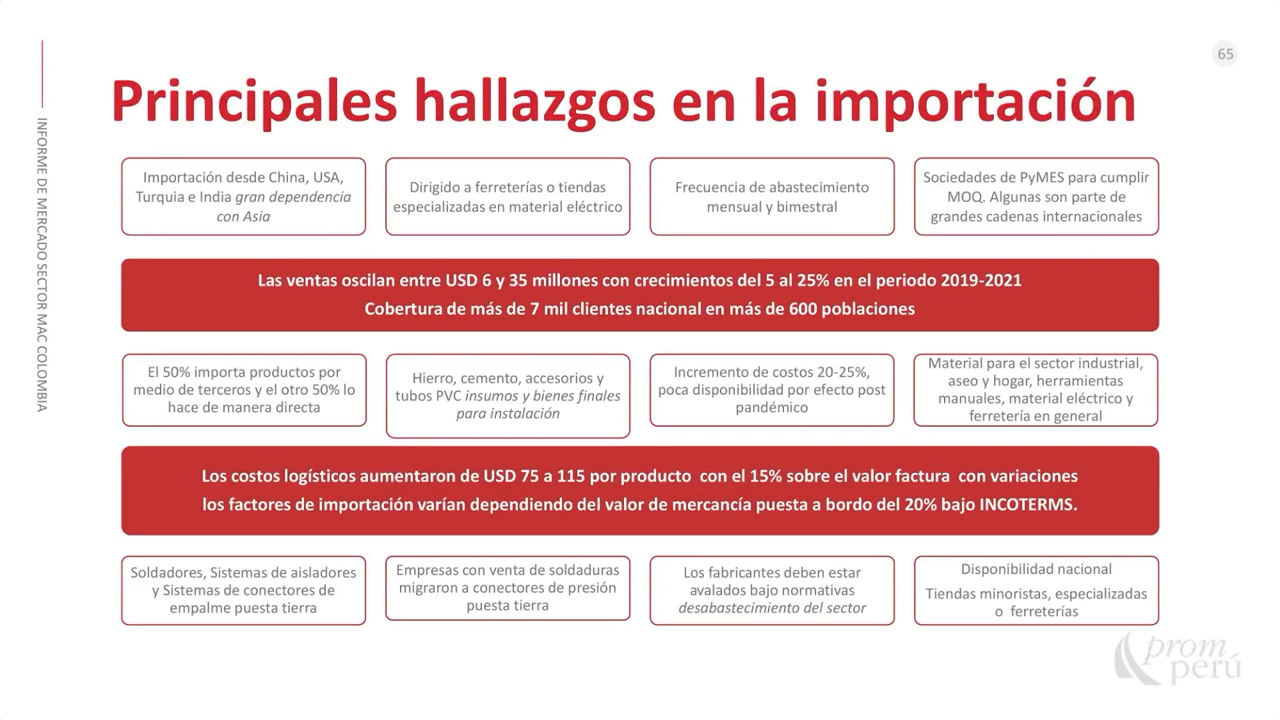 65
Principales hallazgos en la importación
INFORME DE MERCADO SECTOR MAC COLOMBIA
Importación desde China, USA,
Turquia e India gran dependencia
con Asia
Dirigido a ferreterías o tiendas
especializadas en material eléctrico
Frecuencia de abastecimiento
mensual y bimestral
Sociedades de PyMES para cumplir
MOQ. Algunas son parte de
grandes cadenas internacionales
Las ventas oscilan entre USD 6 y 35 millones con crecimientos del 5 al 25% en el periodo 2019-2021
Cobertura de más de 7 mil clientes nacional en más de 600 poblaciones
El 50% importa productos por
medio de terceros y el otro 50% lo
hace de manera directa
Hierro, cemento, accesorios y
tubos PVC insumos y bienes finales
para instalación
Incremento de costos 20-25%,
poca disponibilidad por efecto post
pandémico
Material para el sector industrial,
aseo y hogar, herramientas
manuales, material eléctrico y
ferretería en general
Los costos logísticos aumentaron de USD 75 a 115 por producto con el 15% sobre el valor factura con variaciones
los factores de importación varían dependiendo del valor de mercancía puesta a bordo del 20% bajo INCOTERMS.
Soldadores, Sistemas de aisladores
y Sistemas de conectores de
empalme puesta tierra
Empresas con venta de soldaduras
migraron a conectores de presión
puesta tierra
Los fabricantes deben estar
avalados bajo normativas
desabastecimiento del sector
Disponibilidad nacional
Tiendas minoristas, especializadas
o ferreterías
prom
perú